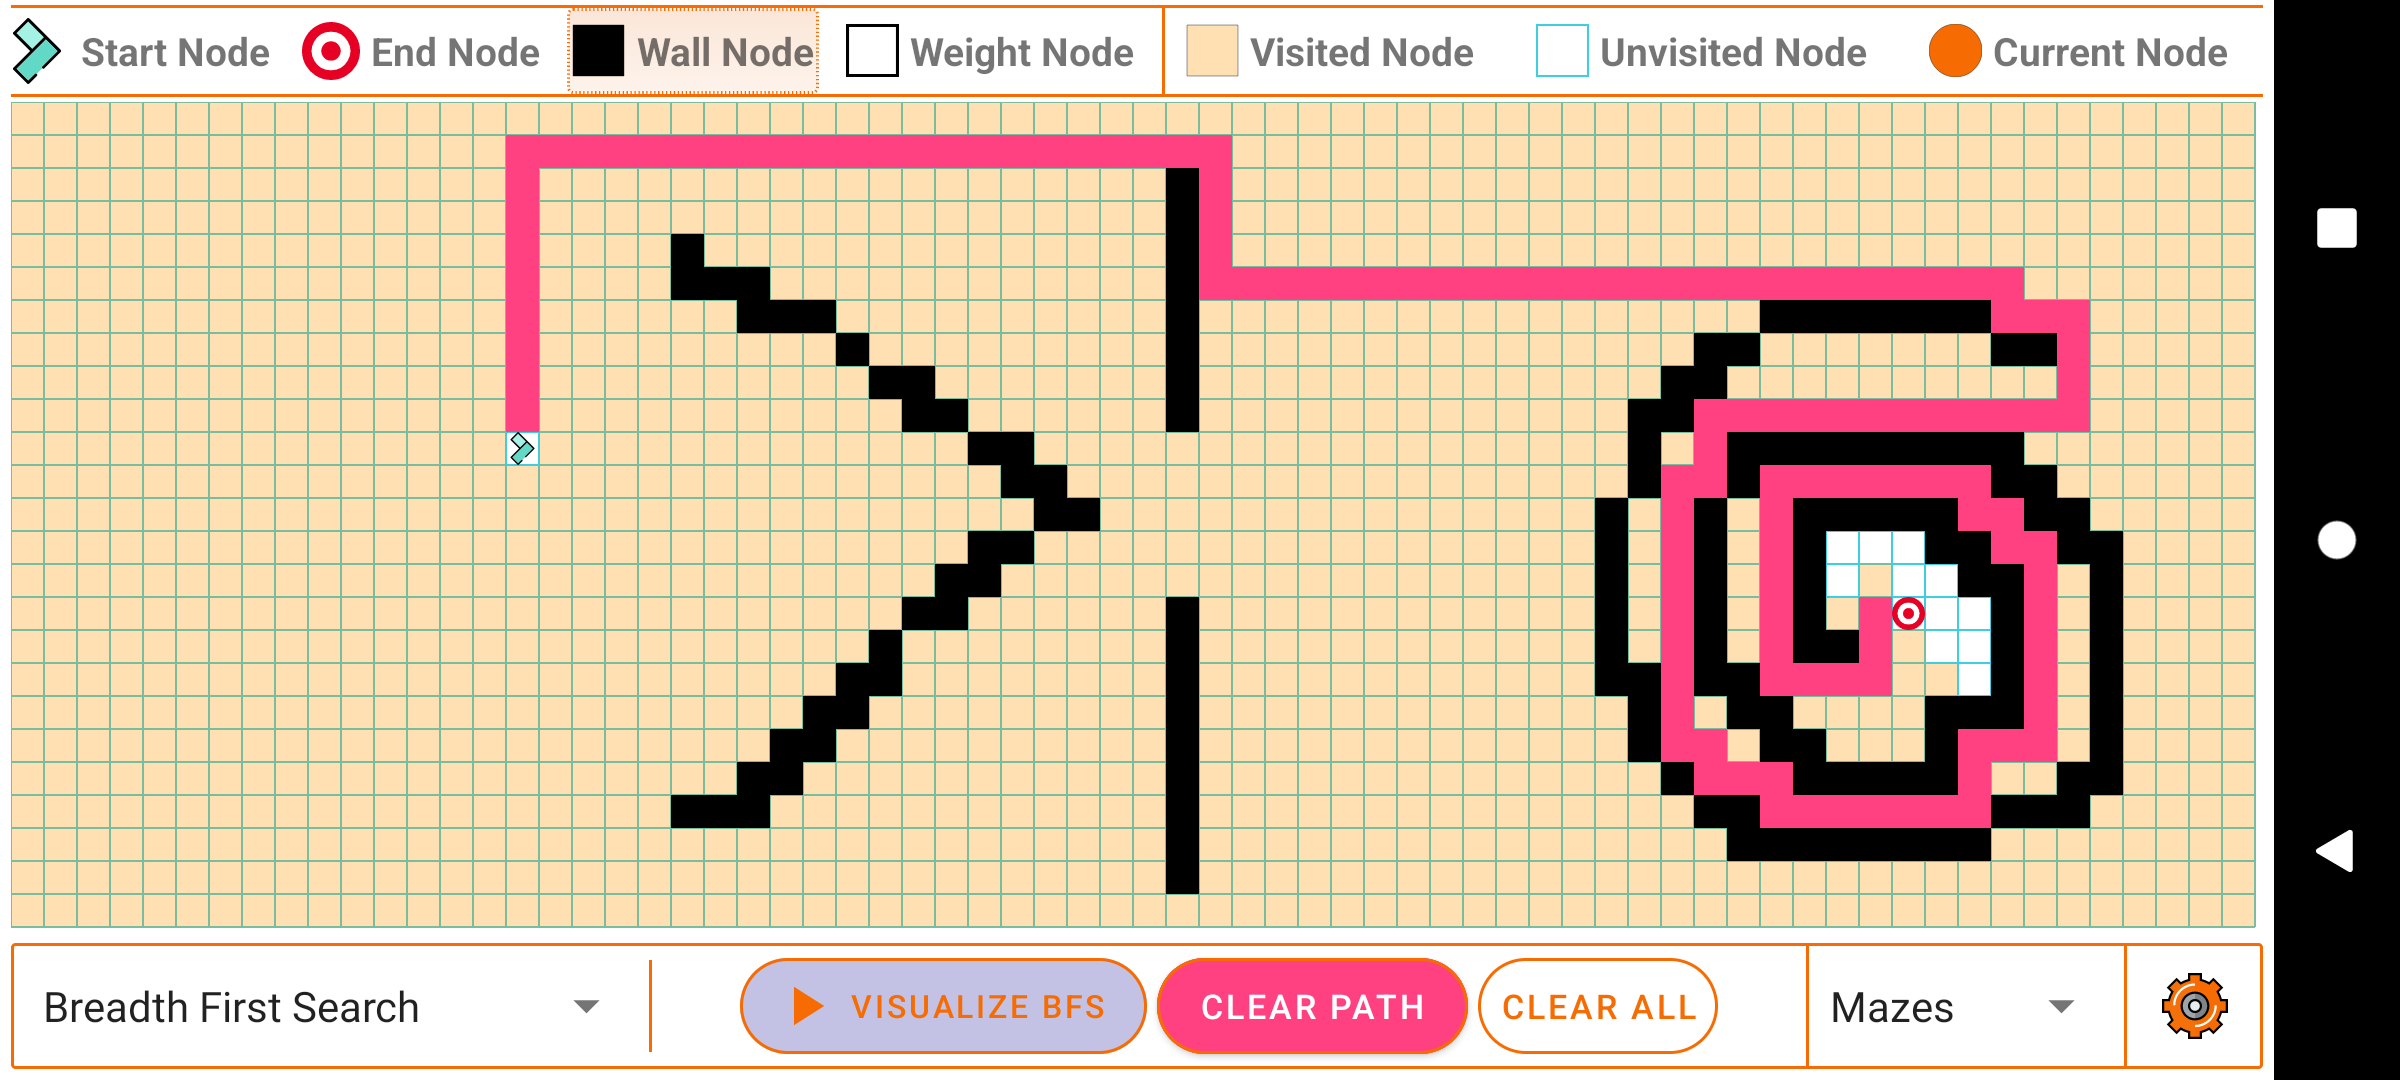 Start Node End Node Wall Node Weight Node Visited Node Unvisited Node Current Node
Breadth First Search VISUALIZE BFS CLEAR PATH CLEAR ALL Mazes